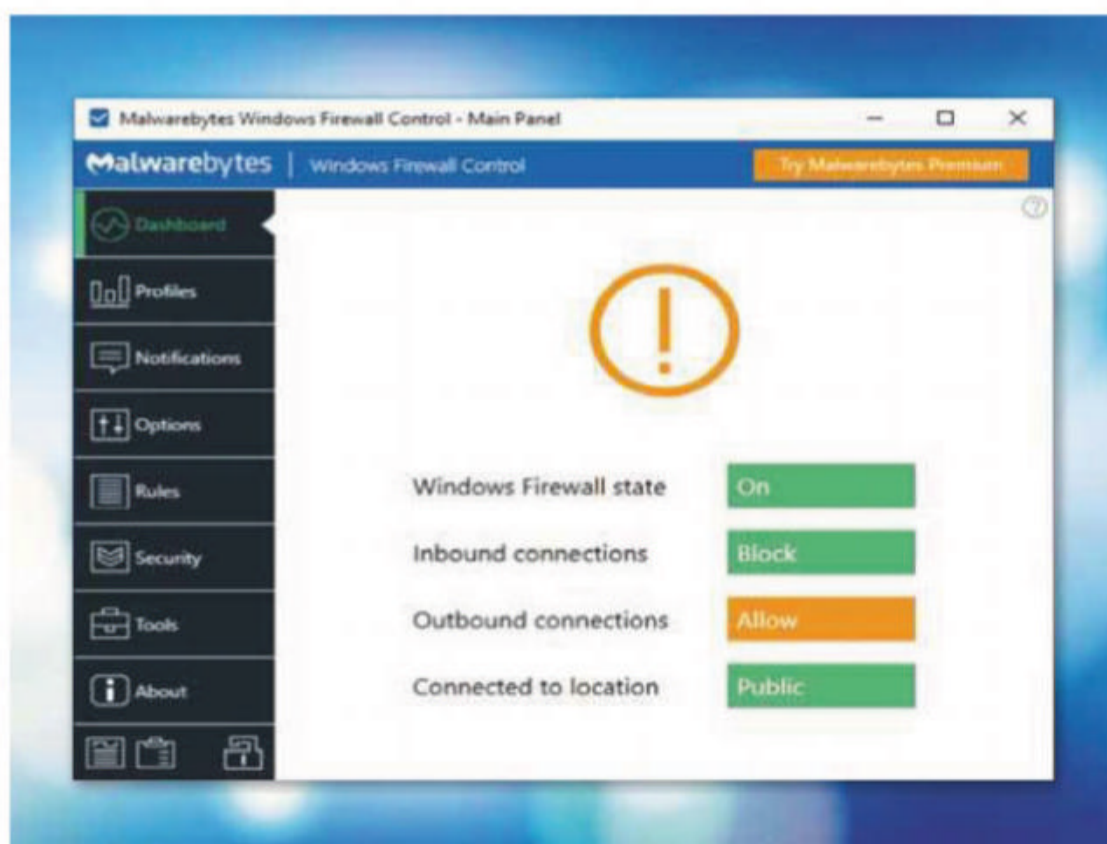 Malwarebytes Windows Firewall Control - Main Panel
Malwarebytes | Windows Firewall Control
Try Malwarebytes Premium
Dashboard
Profiles
Notifications
Options
Rules
Security
Tools
About
Windows Firewall state On
Inbound connections Block
Outbound connections Allow
Connected to location Public